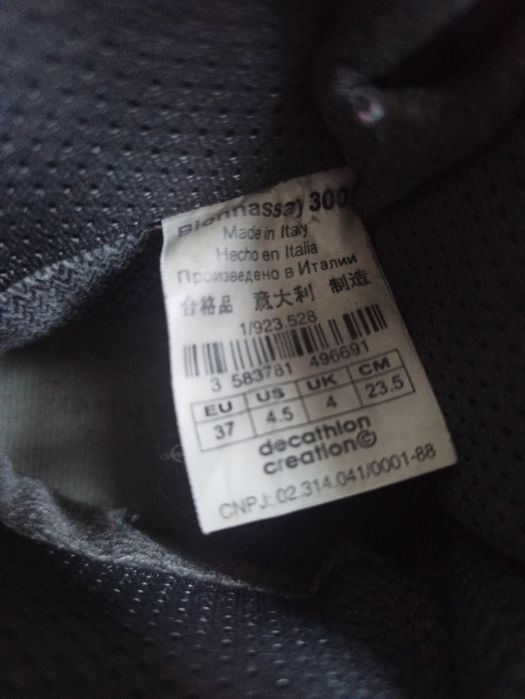 Bionnassay 300
Made in Italy
Hecho en Italia
Произведено в Италии
合格品 意大利 制造
1/923.528
3 583781 496691
EU US UK CM
37 4.5 4 23.5
decathlon
creation©
CNPJ: 02.314.041/0001-88